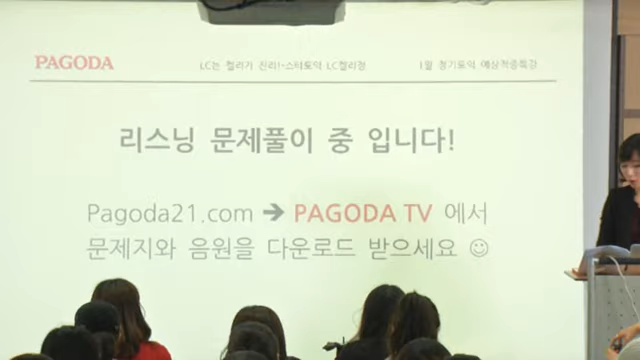 PAGODA
LC는 켈리가 진리!-스타토익 LC켈리정
1월 정기토익 예상적중특강
리스닝 문제풀이 중 입니다!
Pagoda21.com → PAGODA TV 에서
문제지와 음원을 다운로드 받으세요 ☺